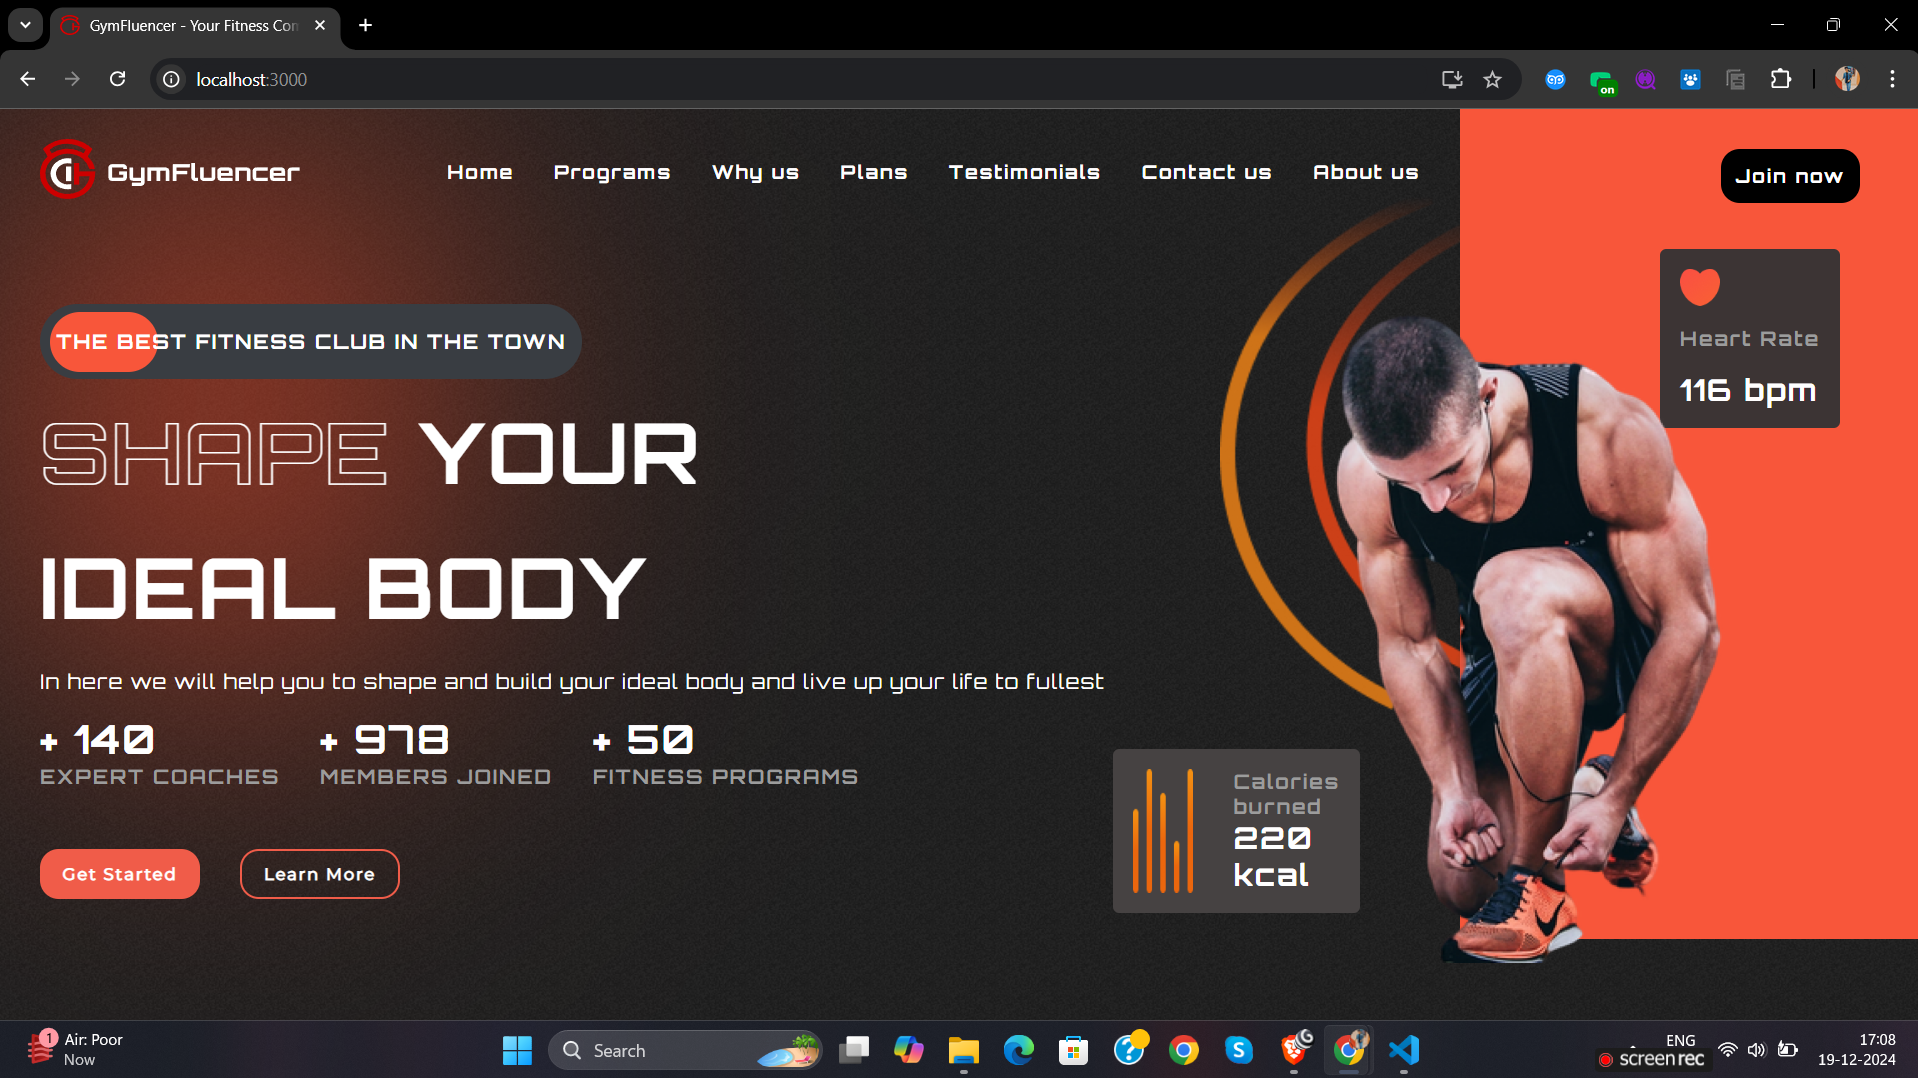 GymFluencer - Your Fitness Con
localhost:3000
on
GymFluencer
Home Programs Why us Plans Testimonials Contact us About us
Join now
Heart Rate
116 bpm
THE BEST FITNESS CLUB IN THE TOWN
SHAPE YOUR
IDEAL BODY
In here we will help you to shape and build your ideal body and live up your life to fullest
+ 140
EXPERT COACHES
+ 978
MEMBERS JOINED
+ 50
FITNESS PROGRAMS
Calories
burned
220
kcal
Get Started
Learn More
1
Air: Poor
Now
Search
ENG
screenrec
17:08
19-12-2024